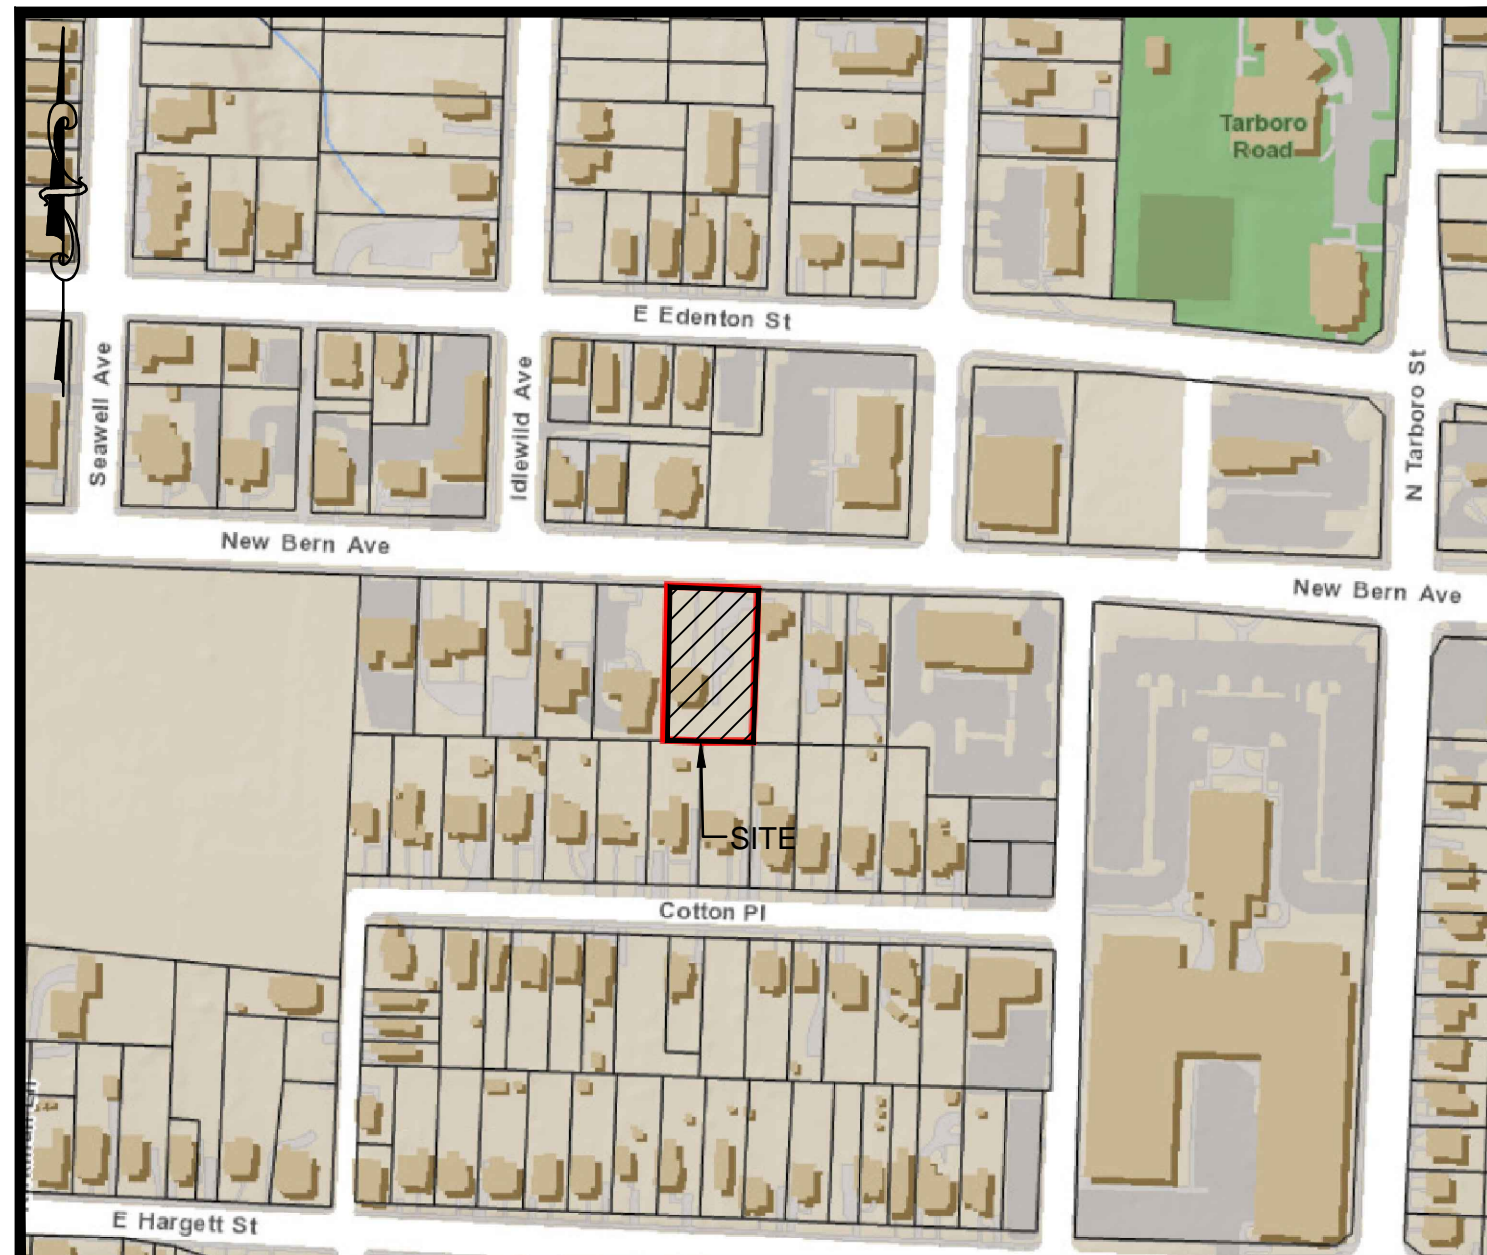 Tarboro
Road
E Edenton St
Seawell Ave
Idlewild Ave
N Tarboro St
New Bern Ave
New Bern Ave
SITE
Cotton Pl
E Hargett St